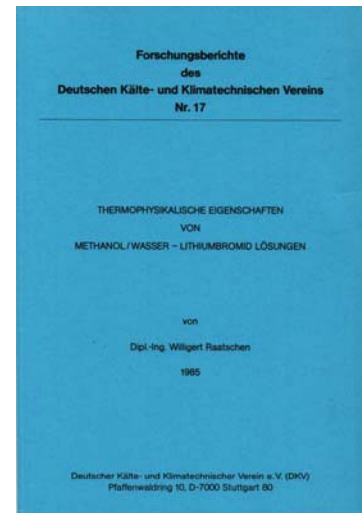 Forschungsberichte
des
Deutschen Kälte- und Klimatechnischen Vereins
Nr. 17
THERMOPHYSIKALISCHE EIGENSCHAFTEN
VON
METHANOL/WASSER – LITHIUMBROMID LÖSUNGEN
von
Dipl.-Ing. Willigert Raatschen
1985
Deutscher Kälte- und Klimatechnischer Verein e.V. (DKV)
Pfaffenwaldring 10, D-7000 Stuttgart 80